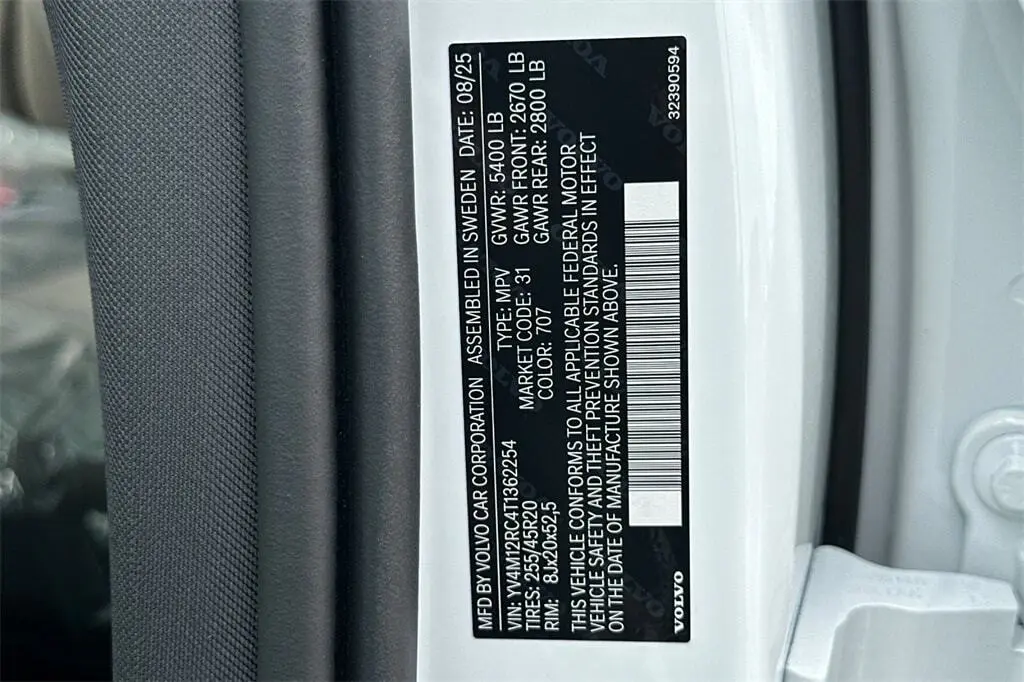 MFD BY VOLVO CAR CORPORATION ASSEMBLED IN SWEDEN DATE: 08/25
VIN: YV4M12RC4T1362254 TYPE: MPV GVWR: 5400 LB
TIRES: 255/45R20 MARKET CODE: 31 GAWR FRONT: 2670 LB
RIM: 8Jx20x52,5 COLOR: 707 GAWR REAR: 2800 LB
THIS VEHICLE CONFORMS TO ALL APPLICABLE FEDERAL MOTOR
VEHICLE SAFETY AND THEFT PREVENTION STANDARDS IN EFFECT
ON THE DATE OF MANUFACTURE SHOWN ABOVE.
VOLVO 32390594